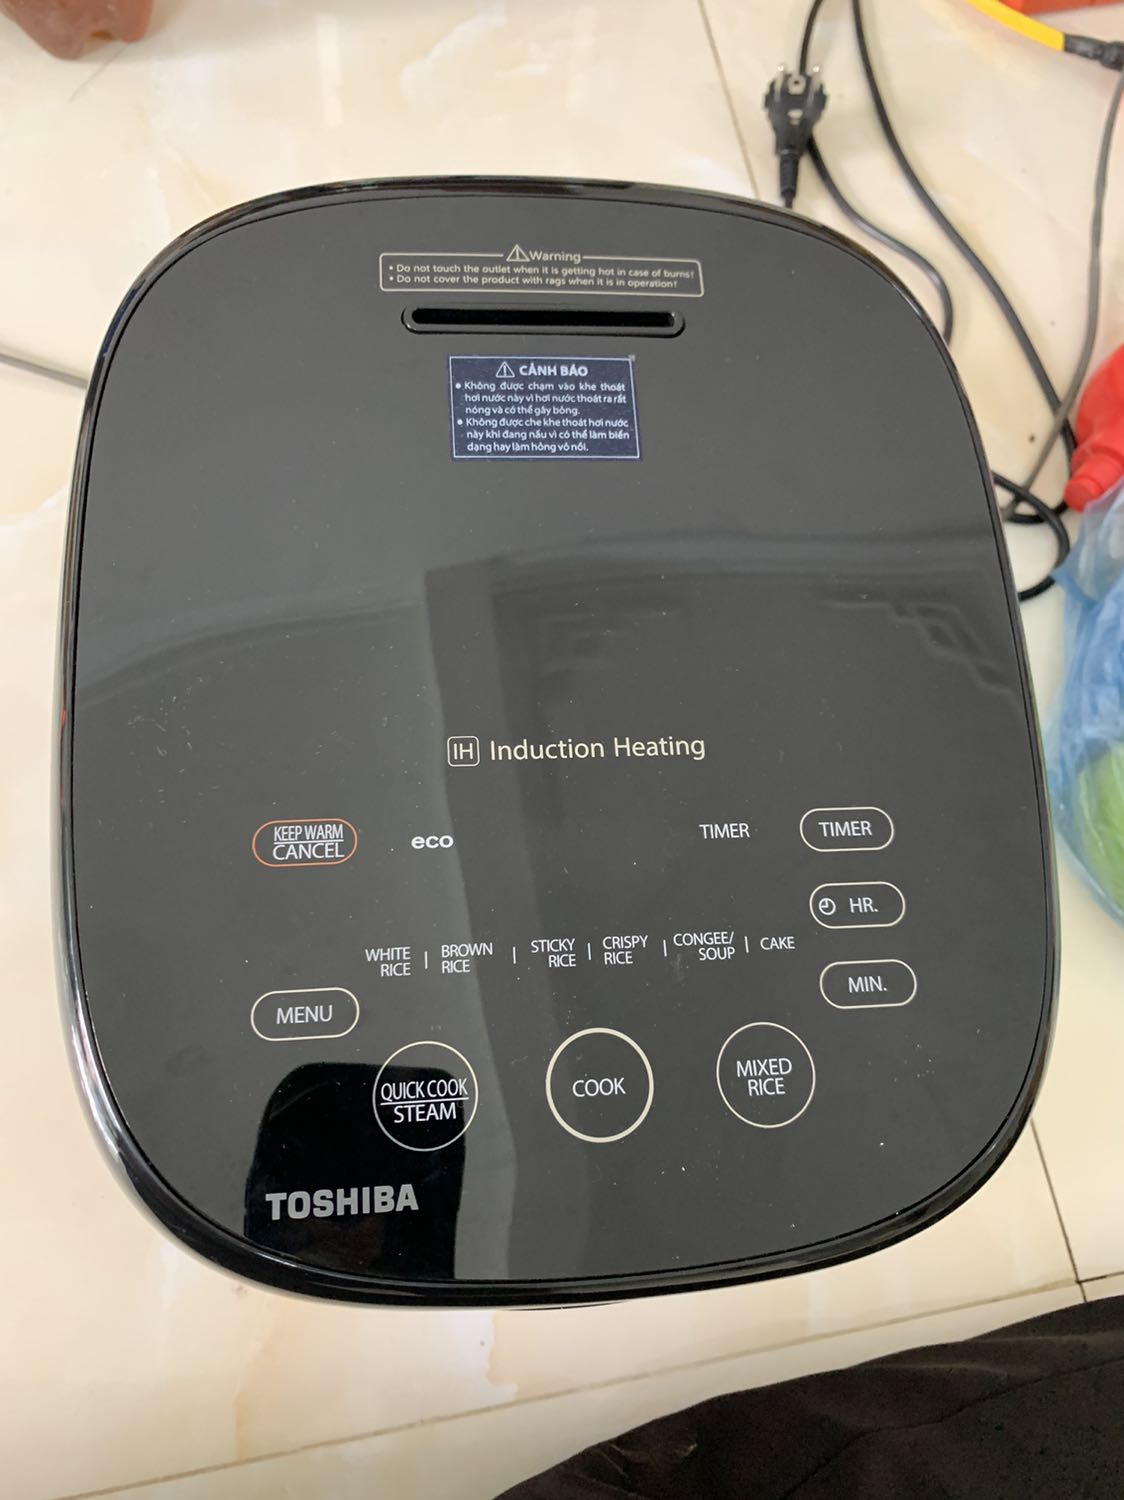 Warning
• Do not touch the outlet when it is getting hot in case of burns!
• Do not cover the product with rags when it is in operation!
CẢNH BÁO
• Không được chạm vào khe thoát
hơi nước này vì hơi nước thoát ra rất
nóng và có thể gây bỏng.
• Không được che khe thoát hơi nước
này khi đang nấu vì có thể làm biến
dạng hay làm hỏng vỏ nồi.
IH Induction Heating
KEEP WARM
CANCEL
eco
TIMER
TIMER
HR.
WHITE RICE | BROWN RICE | STICKY RICE | CRISPY RICE | CONGEE/SOUP | CAKE
MIN.
MENU
QUICK COOK
STEAM
COOK
MIXED
RICE
TOSHIBA